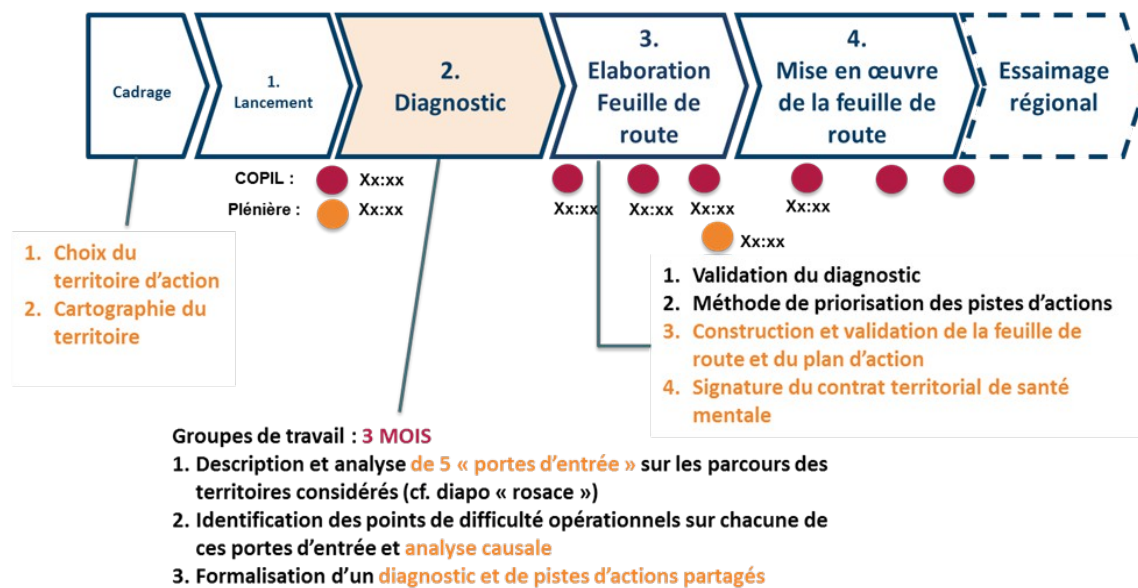 Cadrage
1.
Lancement
2.
Diagnostic
3.
Elaboration
Feuille de
route
4.
Mise en œuvre
de la feuille de
route
Essaimage
régional
COPIL :
Xx:xx
Plénière :
Xx:xx
Xx:xx
Xx:xx
Xx:xx
Xx:xx
Xx:xx
1. Choix du
territoire d'action
2. Cartographie du
territoire
1. Validation du diagnostic
2. Méthode de priorisation des pistes d'actions
3. Construction et validation de la feuille de
route et du plan d'action
4. Signature du contrat territorial de santé
mentale
Groupes de travail : 3 MOIS
1. Description et analyse de 5 « portes d'entrée » sur les parcours des
territoires considérés (cf. diapo « rosace »)
2. Identification des points de difficulté opérationnels sur chacune de
ces portes d'entrée et analyse causale
3. Formalisation d'un diagnostic et de pistes d'actions partagés